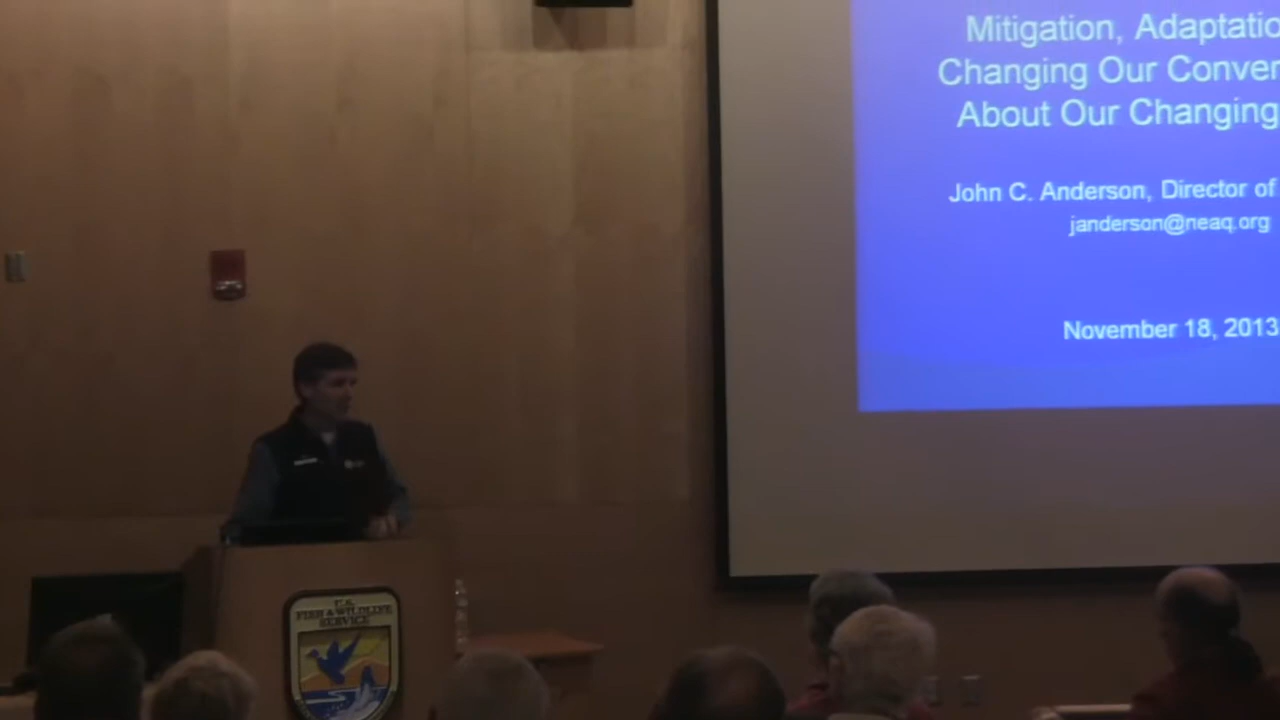 Mitigation, Adaptatio
Changing Our Conver
About Our Changing
John C. Anderson, Director of
janderson@neaq.org
November 18, 2013
U.S.
FISH & WILDLIFE
SERVICE